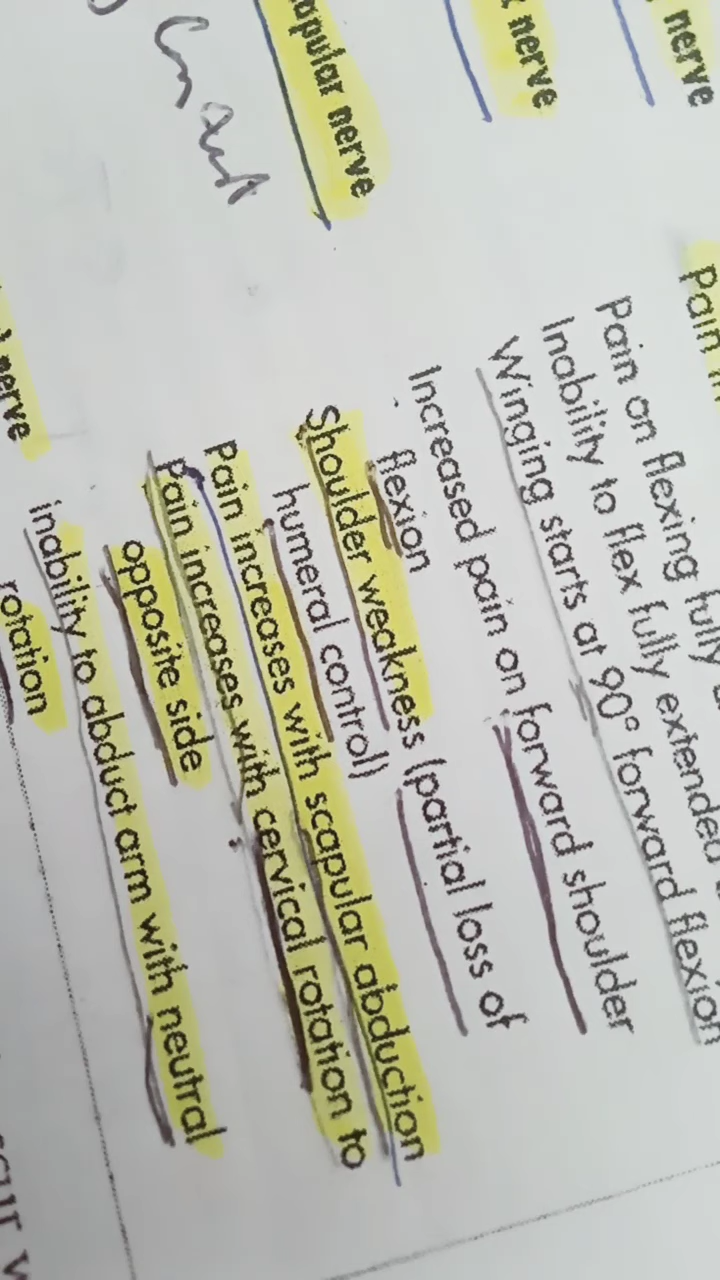 nerve
nerve
apular nerve
nerve
Pain
Pain on flexing fully
Inability to flex fully extended
Winging starts at 90° forward flexion
Increased pain on forward shoulder
flexion
Shoulder weakness (partial loss of
humeral control)
Pain increases with scapular abduction
Pain increases with cervical rotation to
opposite side
inability to abduct arm with neutral
rotation